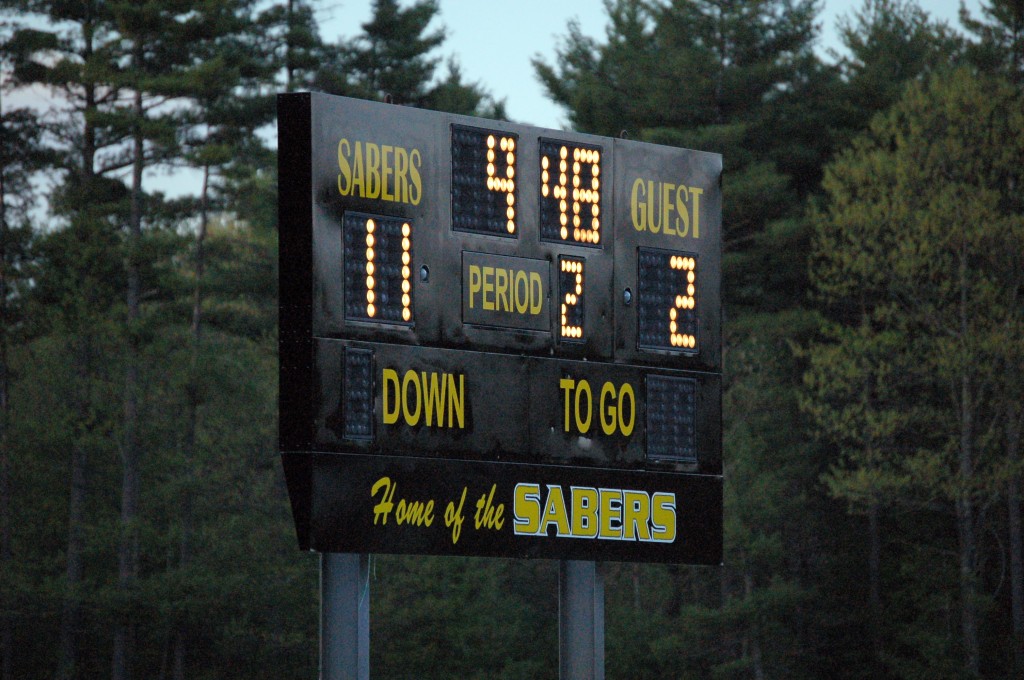 SABERS 4:48 GUEST
11 PERIOD 2 2
DOWN TO GO
Home of the SABERS